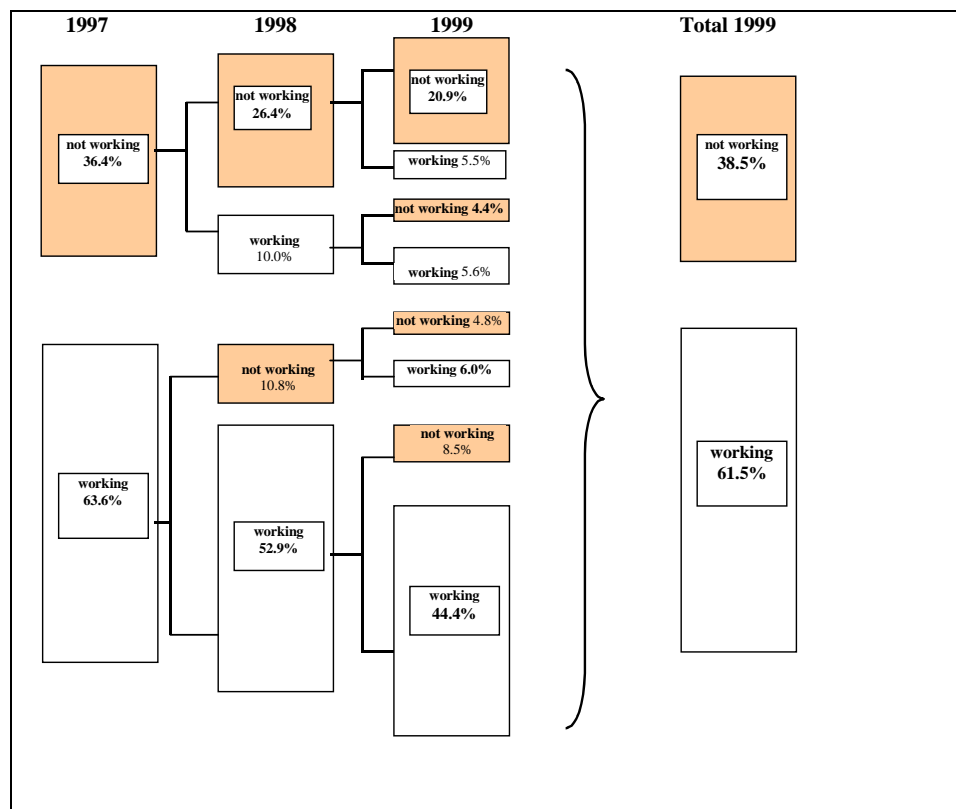 1997 1998 1999 Total 1999
not working
36.4%
not working
26.4%
not working
20.9%
working 5.5%
working
10.0%
not working 4.4%
working 5.6%
working
63.6%
not working
10.8%
not working 4.8%
working 6.0%
working
52.9%
not working
8.5%
working
44.4%
not working
38.5%
working
61.5%